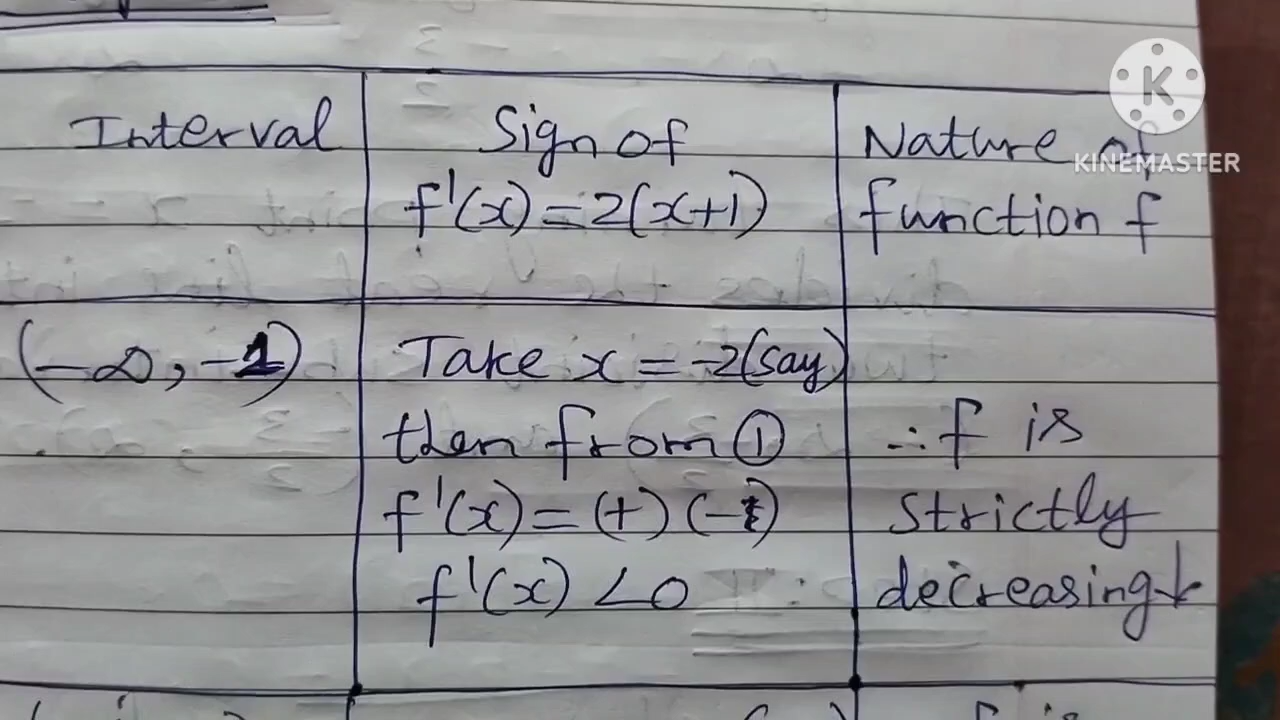 Interval
Sign of
f'(x) = 2(x+1)
Nature of
function f
KINEMASTER
(-∞, -1)
Take x = -2 (say)
then from ①
f'(x) = (+) (-)
f'(x) < 0
∴ f is
strictly
decreasing
f is